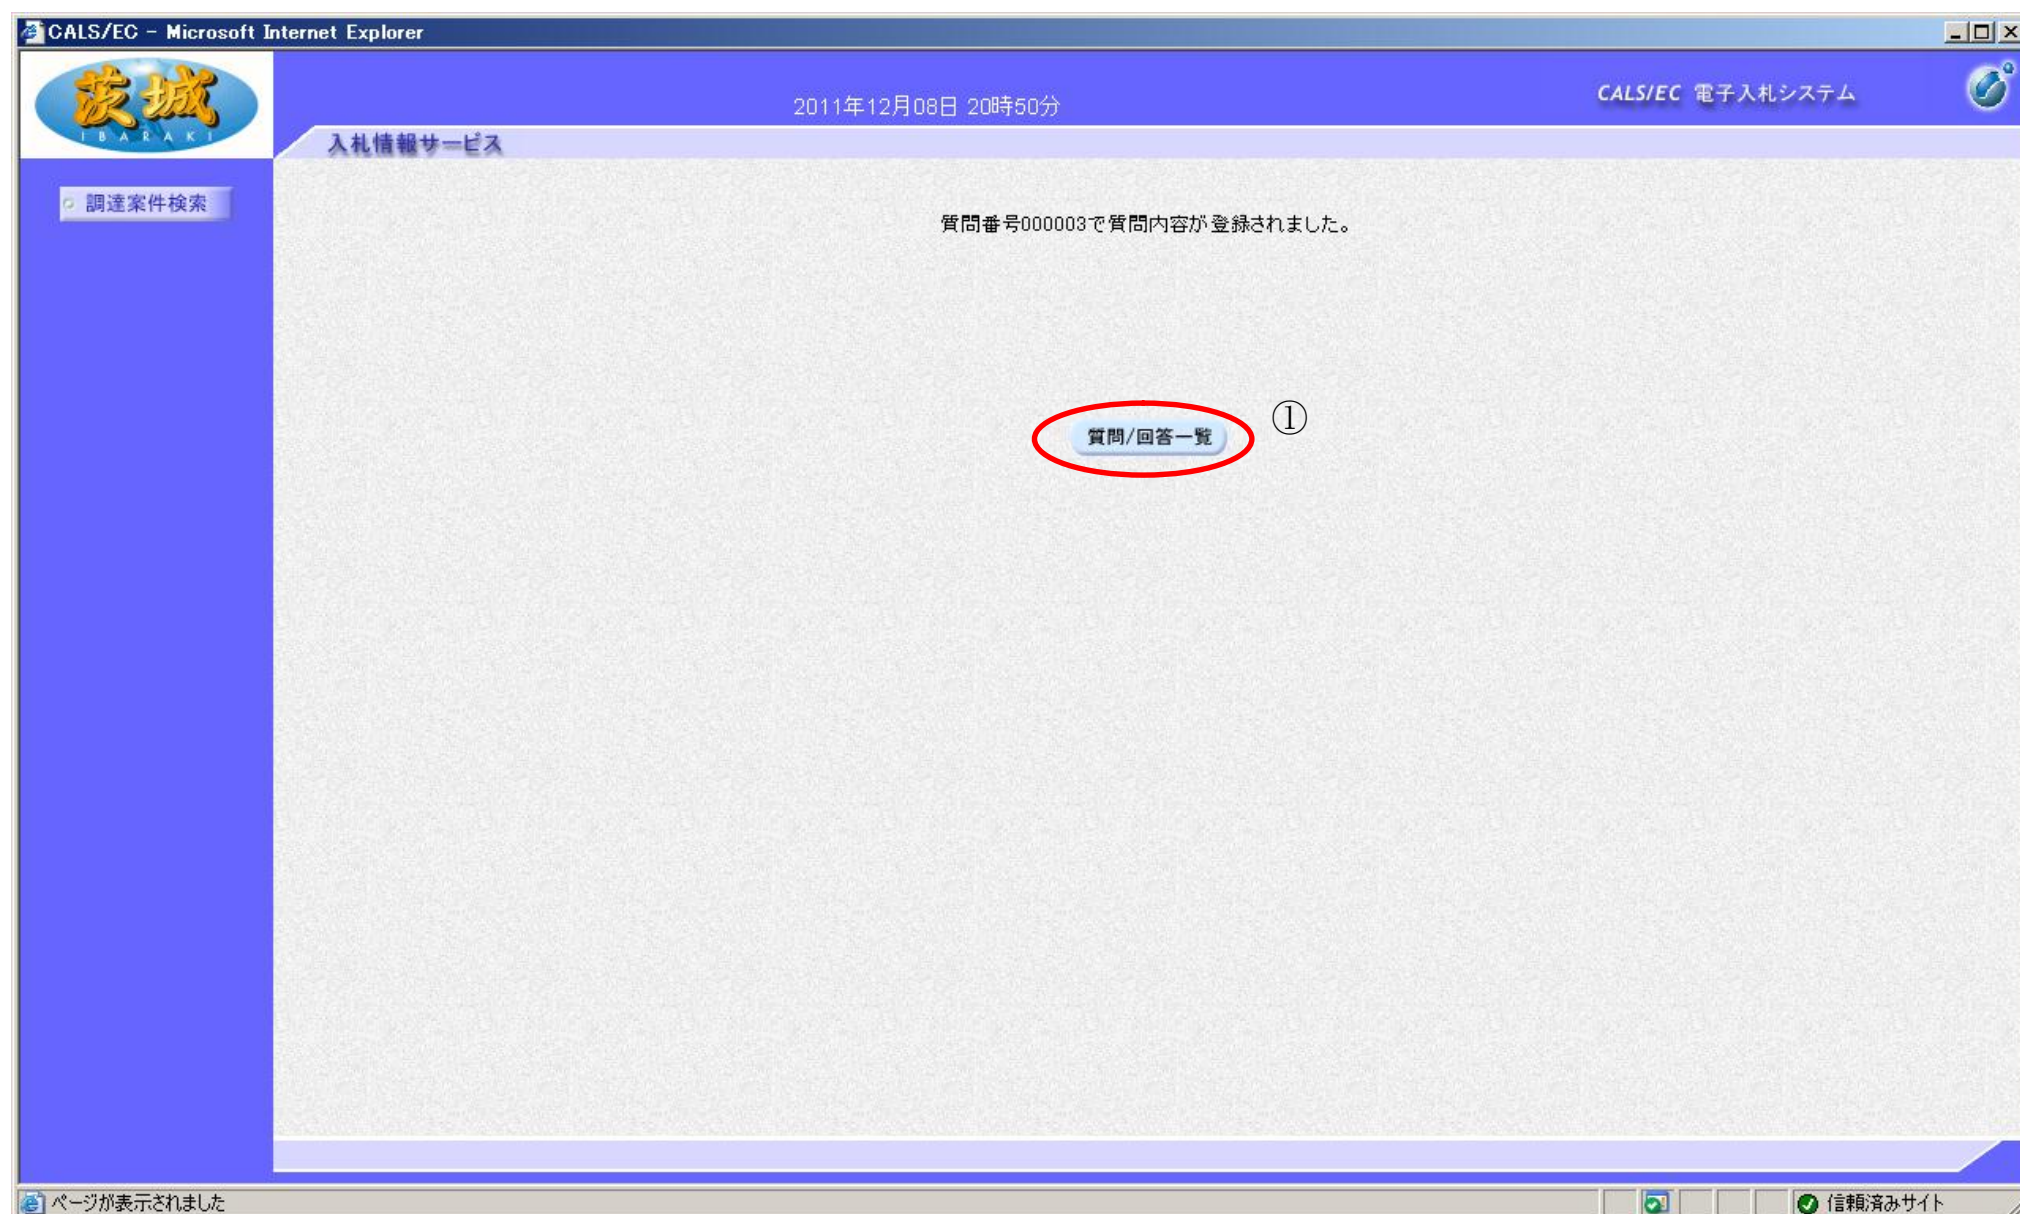 CALS/EC - Microsoft Internet Explorer
茨城
IBARAKI
2011年12月08日 20時50分
CALS/EC 電子入札システム
入札情報サービス
調達案件検索
質問番号000003で質問内容が登録されました。
①
質問/回答一覧
ページが表示されました
信頼済みサイト